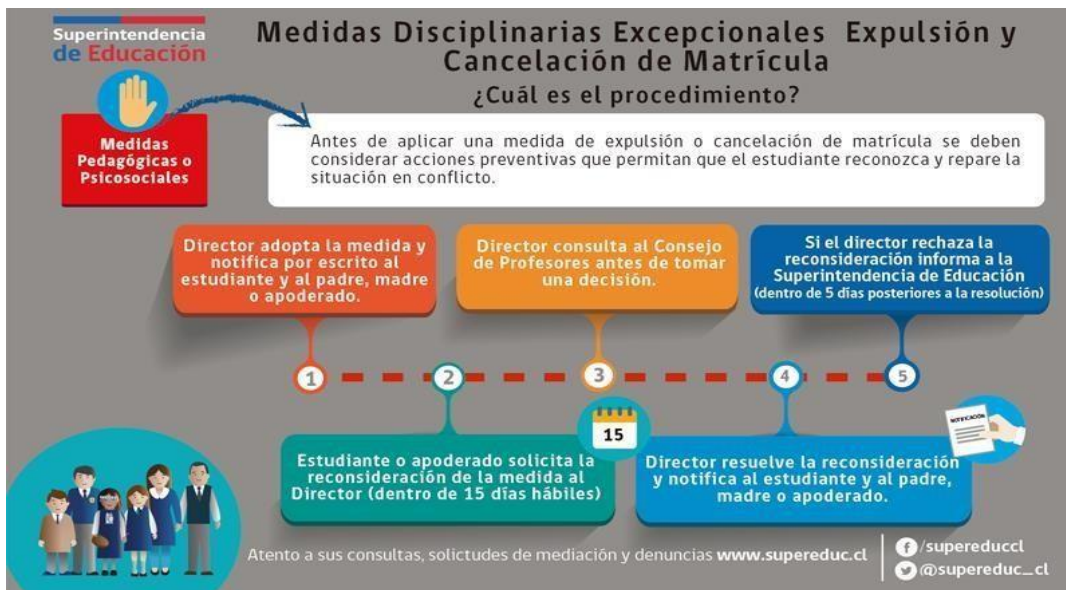 Superintendencia
de Educación
Medidas Disciplinarias Excepcionales Expulsión y
Cancelación de Matrícula
¿Cuál es el procedimiento?
Medidas
Pedagógicas o
Psicosociales
Antes de aplicar una medida de expulsión o cancelación de matrícula se deben
considerar acciones preventivas que permitan que el estudiante reconozca y repare la
situación en conflicto.
Director adopta la medida y
notifica por escrito al
estudiante y al padre, madre
o apoderado.
1
Estudiante o apoderado solicita la
reconsideración de la medida al
Director (dentro de 15 días hábiles)
2
15
Director consulta al Consejo
de Profesores antes de tomar
una decisión.
3
Director resuelve la reconsideración
y notifica al estudiante y al padre,
madre o apoderado.
4
NOTIFICACIÓN
Si el director rechaza la
reconsideración informa a la
Superintendencia de Educación
(dentro de 5 días posteriores a la resolución)
5
Atento a sus consultas, solictudes de mediación y denuncias www.supereduc.cl
/supereduccl
@supereduc_cl